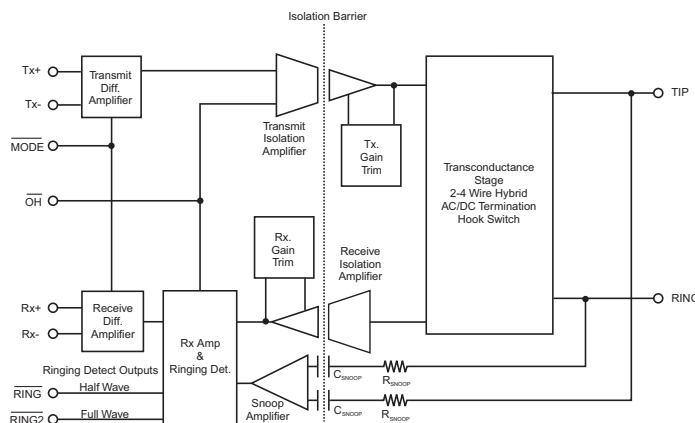 Isolation Barrier
Tx+
Tx-
Transmit
Diff.
Amplifier
Transmit
Isolation
Amplifier
Tx.
Gain
Trim
Transconductance
Stage
2-4 Wire Hybrid
AC/DC Termination
Hook Switch
TIP
MODE
OH
Rx.
Gain
Trim
Receive
Isolation
Amplifier
Rx+
Rx-
Receive
Diff.
Amplifier
Rx Amp
&
Ringing Det.
RING
Ringing Detect Outputs
RING
Half Wave
RING2
Full Wave
Snoop
Amplifier
CSNOOP
RSNOOP
CSNOOP
RSNOOP